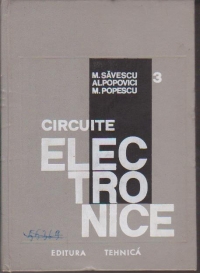 M. SĂVESCU
AL.POPOVICI
M. POPESCU
3
CIRCUITE
ELEC
TRO
NICE
EDITURA TEHNICĂ